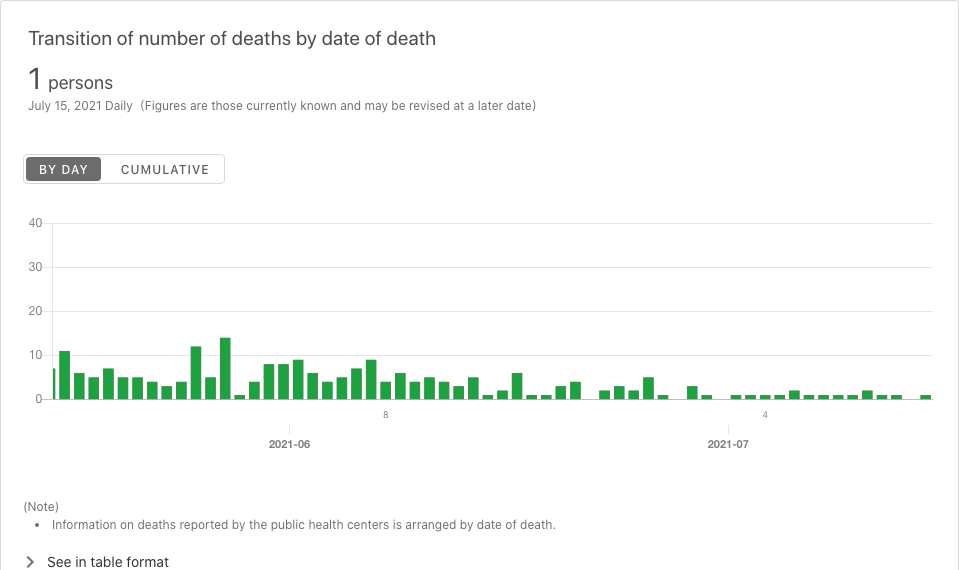 Transition of number of deaths by date of death
1 persons
July 15, 2021 Daily (Figures are those currently known and may be revised at a later date)
BY DAY CUMULATIVE
40
30
20
10
0
8 4
2021-06 2021-07
(Note)
• Information on deaths reported by the public health centers is arranged by date of death.
See in table format